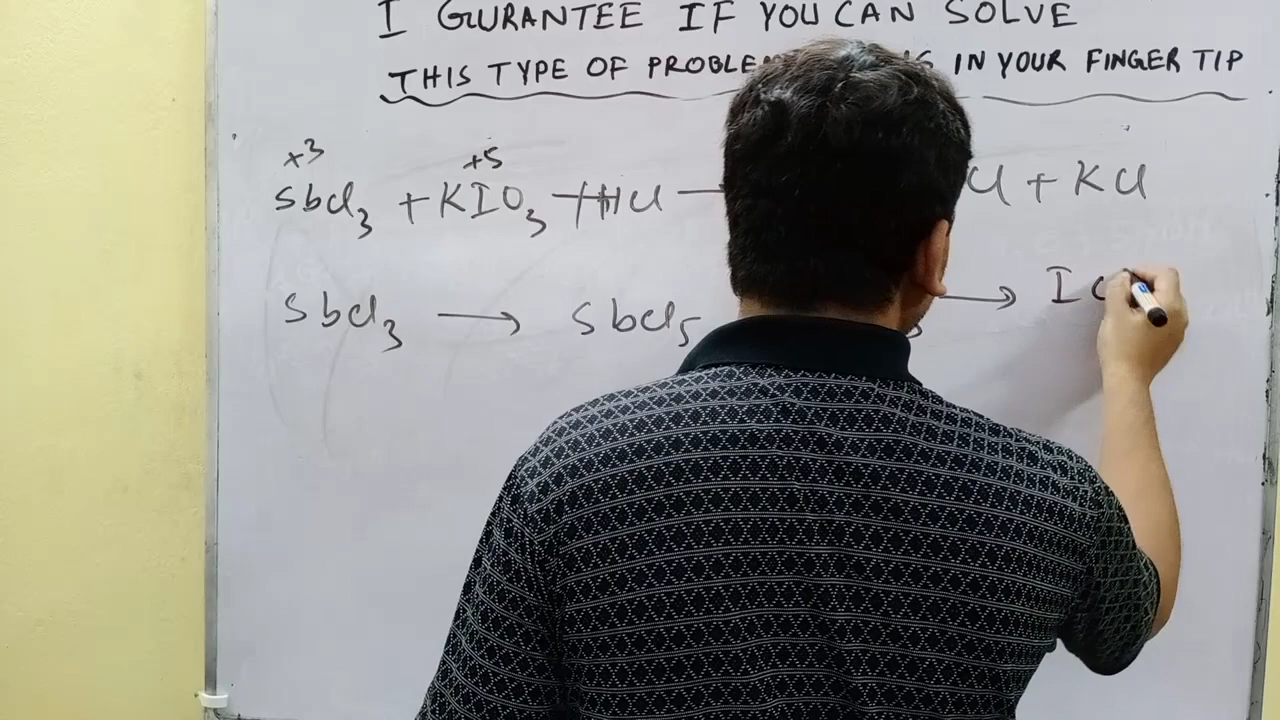 I GURANTEE IF YOU CAN SOLVE
THIS TYPE OF IN YOUR FINGER TIP
+3 +5
SbCl3 + KIO3 + HCl → + KCl
SbCl3 → SbCl5 → I